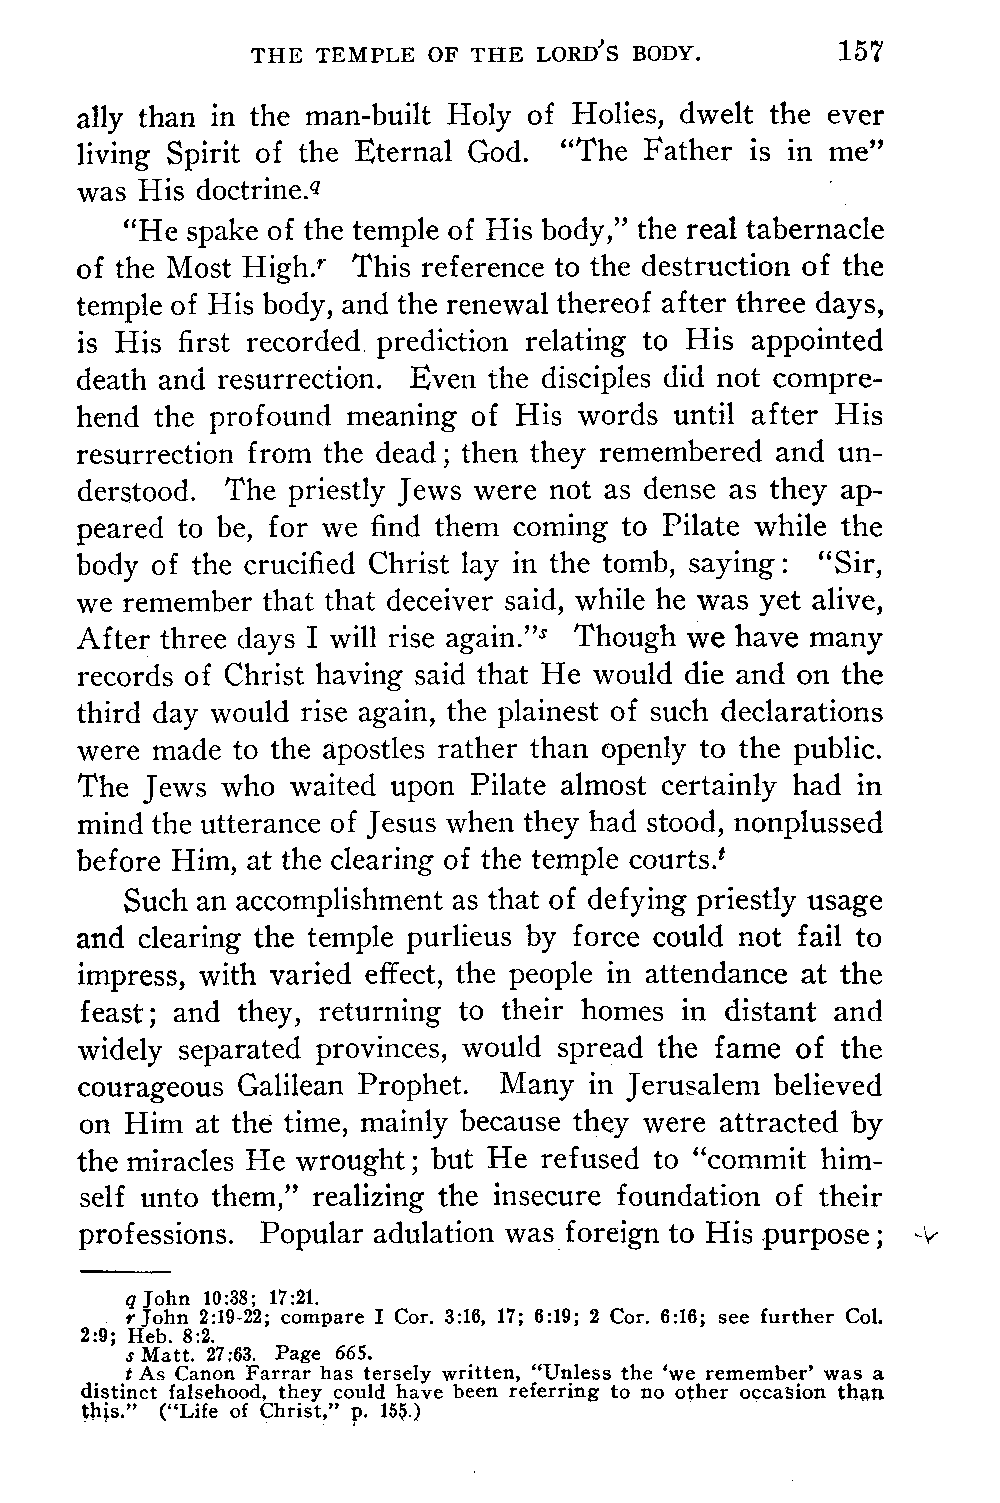 THE TEMPLE OF THE LORD'S BODY. 157
ally than in the man-built Holy of Holies, dwelt the ever
living Spirit of the Eternal God. “The Father is in me”
was His doctrine.q
“He spake of the temple of His body,” the real tabernacle
of the Most High.r This reference to the destruction of the
temple of His body, and the renewal thereof after three days,
is His first recorded prediction relating to His appointed
death and resurrection. Even the disciples did not compre-
hend the profound meaning of His words until after His
resurrection from the dead; then they remembered and un-
derstood. The priestly Jews were not as dense as they ap-
peared to be, for we find them coming to Pilate while the
body of the crucified Christ lay in the tomb, saying: “Sir,
we remember that that deceiver said, while he was yet alive,
After three days I will rise again.”s Though we have many
records of Christ having said that He would die and on the
third day would rise again, the plainest of such declarations
were made to the apostles rather than openly to the public.
The Jews who waited upon Pilate almost certainly had in
mind the utterance of Jesus when they had stood, nonplussed
before Him, at the clearing of the temple courts.t
Such an accomplishment as that of defying priestly usage
and clearing the temple purlieus by force could not fail to
impress, with varied effect, the people in attendance at the
feast; and they, returning to their homes in distant and
widely separated provinces, would spread the fame of the
courageous Galilean Prophet. Many in Jerusalem believed
on Him at the time, mainly because they were attracted by
the miracles He wrought; but He refused to “commit him-
self unto them,” realizing the insecure foundation of their
professions. Popular adulation was foreign to His purpose;
q John 10:38; 17:21.
r John 2:19-22; compare I Cor. 3:16, 17; 6:19; 2 Cor. 6:16; see further Col.
2:9; Heb. 8:2.
s Matt. 27:63. Page 665.
t As Canon Farrar has tersely written, “Unless the ‘we remember’ was a
distinct falsehood, they could have been referring to no other occasion than
this.” (“Life of Christ,” p. 155.)